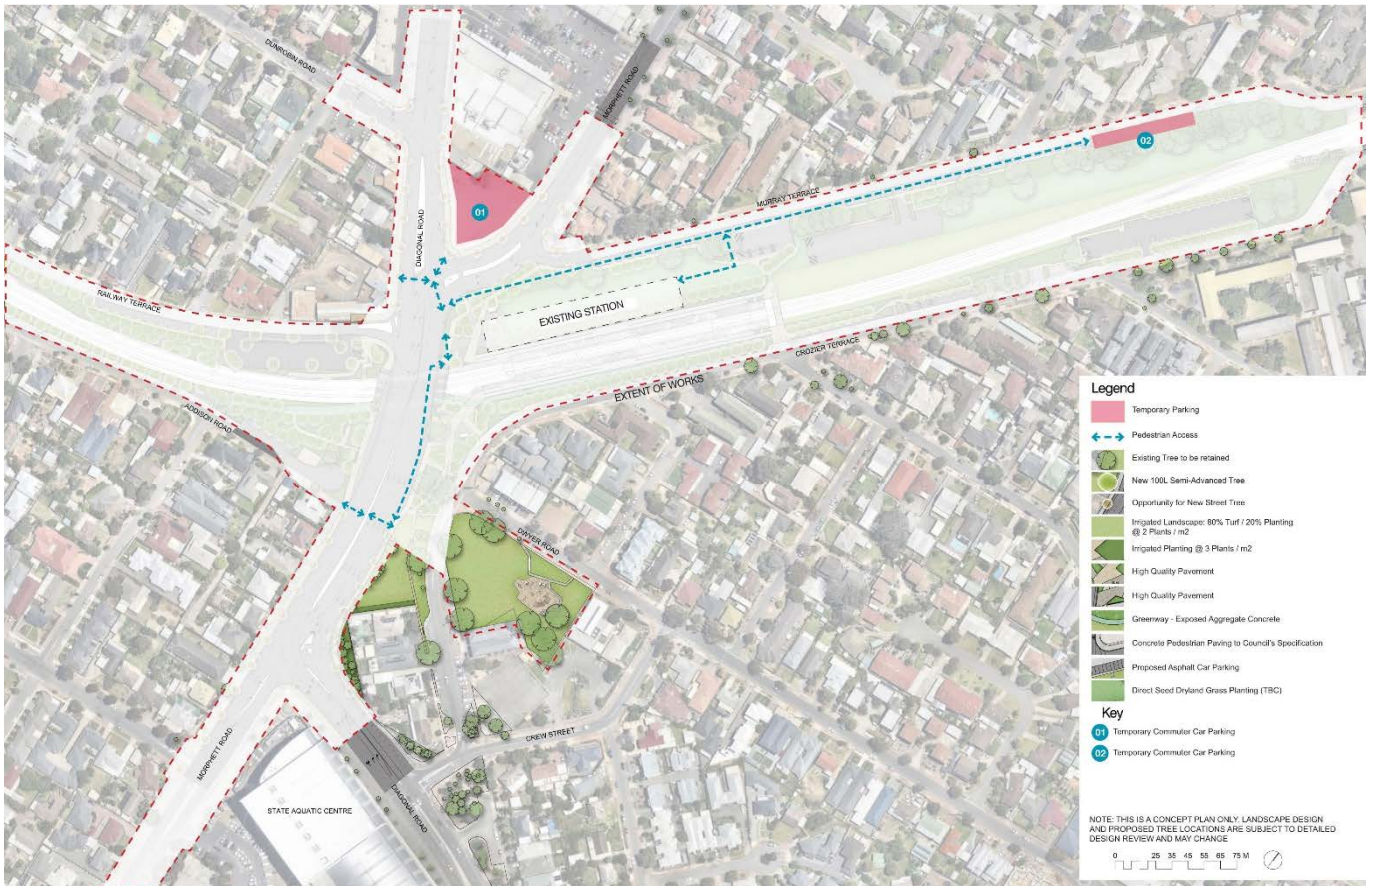 DUNROBIN ROAD
MORPHETT ROAD
02
MURRAY TERRACE
01
DIAGONAL ROAD
RAILWAY TERRACE
EXISTING STATION
CROZIER TERRACE
EXTENT OF WORKS
ADDISON ROAD
DWYER ROAD
CREW STREET
MORPHETT ROAD
DIAGONAL ROAD
STATE AQUATIC CENTRE
Legend
Temporary Parking
Pedestrian Access
Existing Tree to be retained
New 100L Semi-Advanced Tree
Opportunity for New Street Tree
Irrigated Landscape: 80% Turf / 20% Planting
@ 2 Plants / m2
Irrigated Planting @ 3 Plants / m2
High Quality Pavement
High Quality Pavement
Greenway - Exposed Aggregate Concrete
Concrete Pedestrian Paving to Council's Specification
Proposed Asphalt Car Parking
Direct Seed Dryland Grass Planting (TBC)
Key
01 Temporary Commuter Car Parking
02 Temporary Commuter Car Parking
NOTE: THIS IS A CONCEPT PLAN ONLY. LANDSCAPE DESIGN
AND PROPOSED TREE LOCATIONS ARE SUBJECT TO DETAILED
DESIGN REVIEW AND MAY CHANGE
0 25 35 45 55 65 75 M